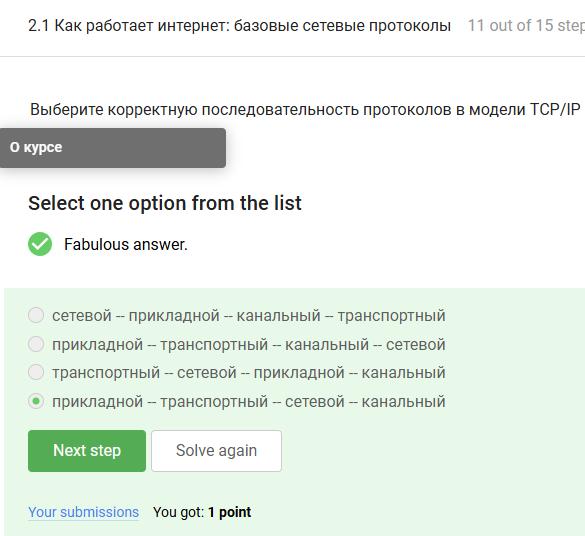 2.1 Как работает интернет: базовые сетевые протоколы 11 out of 15 step
Выберите корректную последовательность протоколов в модели TCP/IP
О курсе
Select one option from the list
Fabulous answer.
сетевой -- прикладной -- канальный -- транспортный
прикладной -- транспортный -- канальный -- сетевой
транспортный -- сетевой -- прикладной -- канальный
прикладной -- транспортный -- сетевой -- канальный
Next step Solve again
Your submissions You got: 1 point